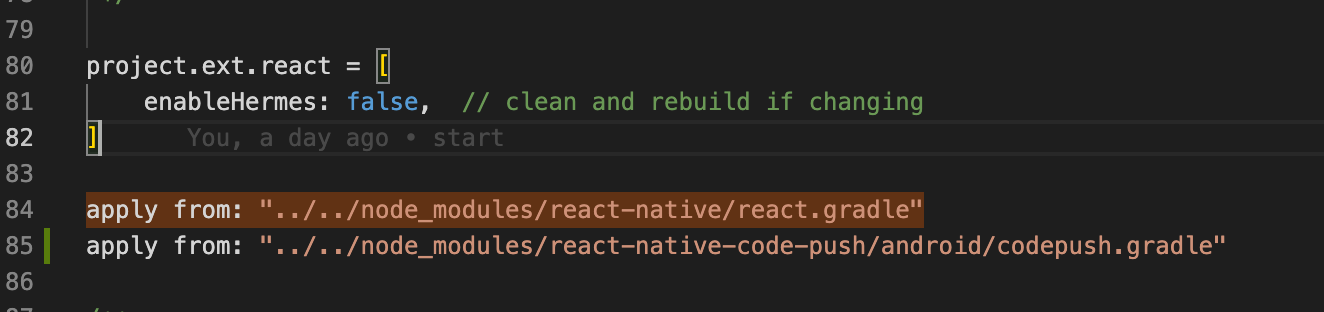 79
80 project.ext.react = [
81 enableHermes: false, // clean and rebuild if changing
82 ] You, a day ago • start
83
84 apply from: "../../node_modules/react-native/react.gradle"
85 apply from: "../../node_modules/react-native-code-push/android/codepush.gradle"
86